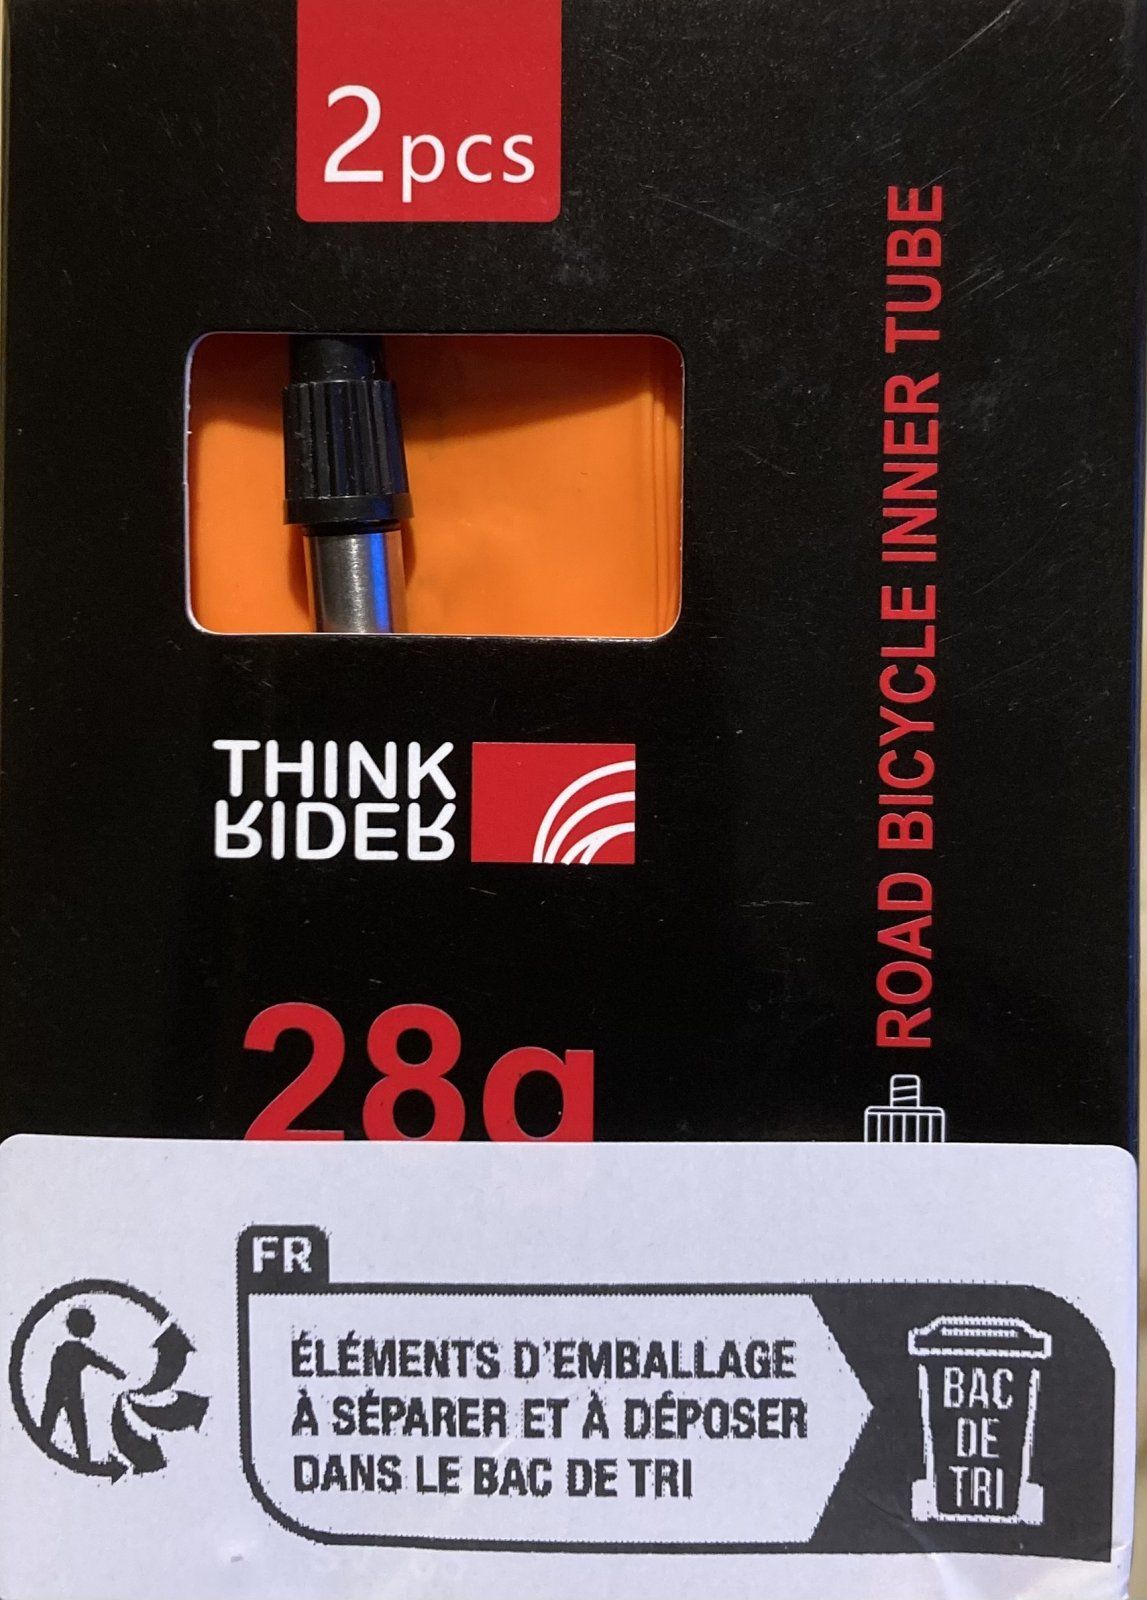 2pcs
THINK
RIDER
ROAD BICYCLE INNER TUBE
28g
FR
ÉLÉMENTS D'EMBALLAGE
À SÉPARER ET À DÉPOSER
DANS LE BAC DE TRI
BAC
DE
TRI